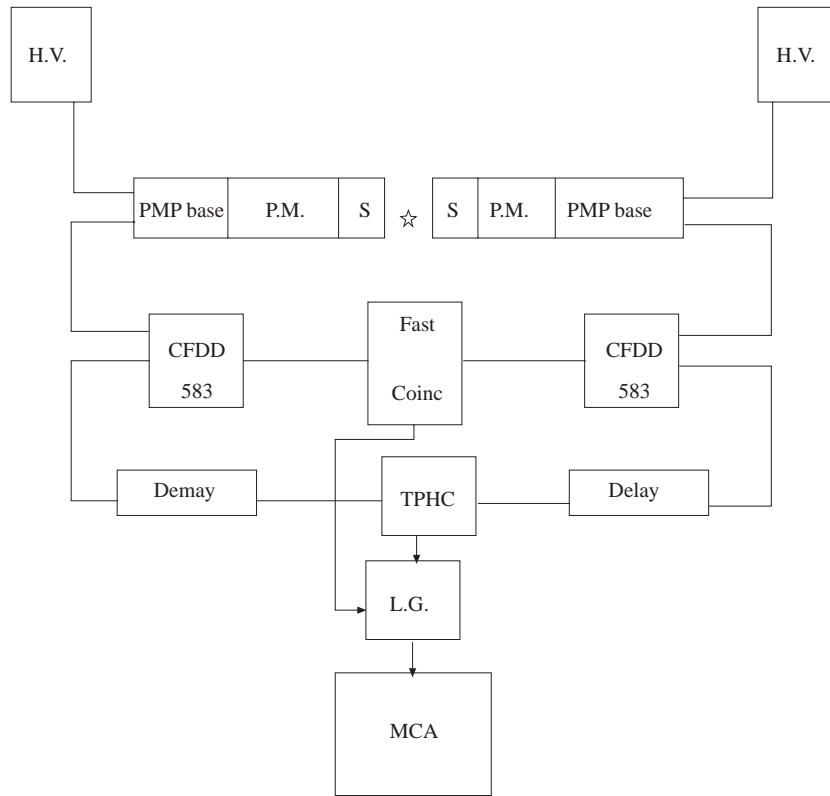 H.V.
H.V.
PMP base P.M. S
S P.M. PMP base
CFDD
583
Fast
Coinc
CFDD
583
Demay
TPHC
Delay
L.G.
MCA